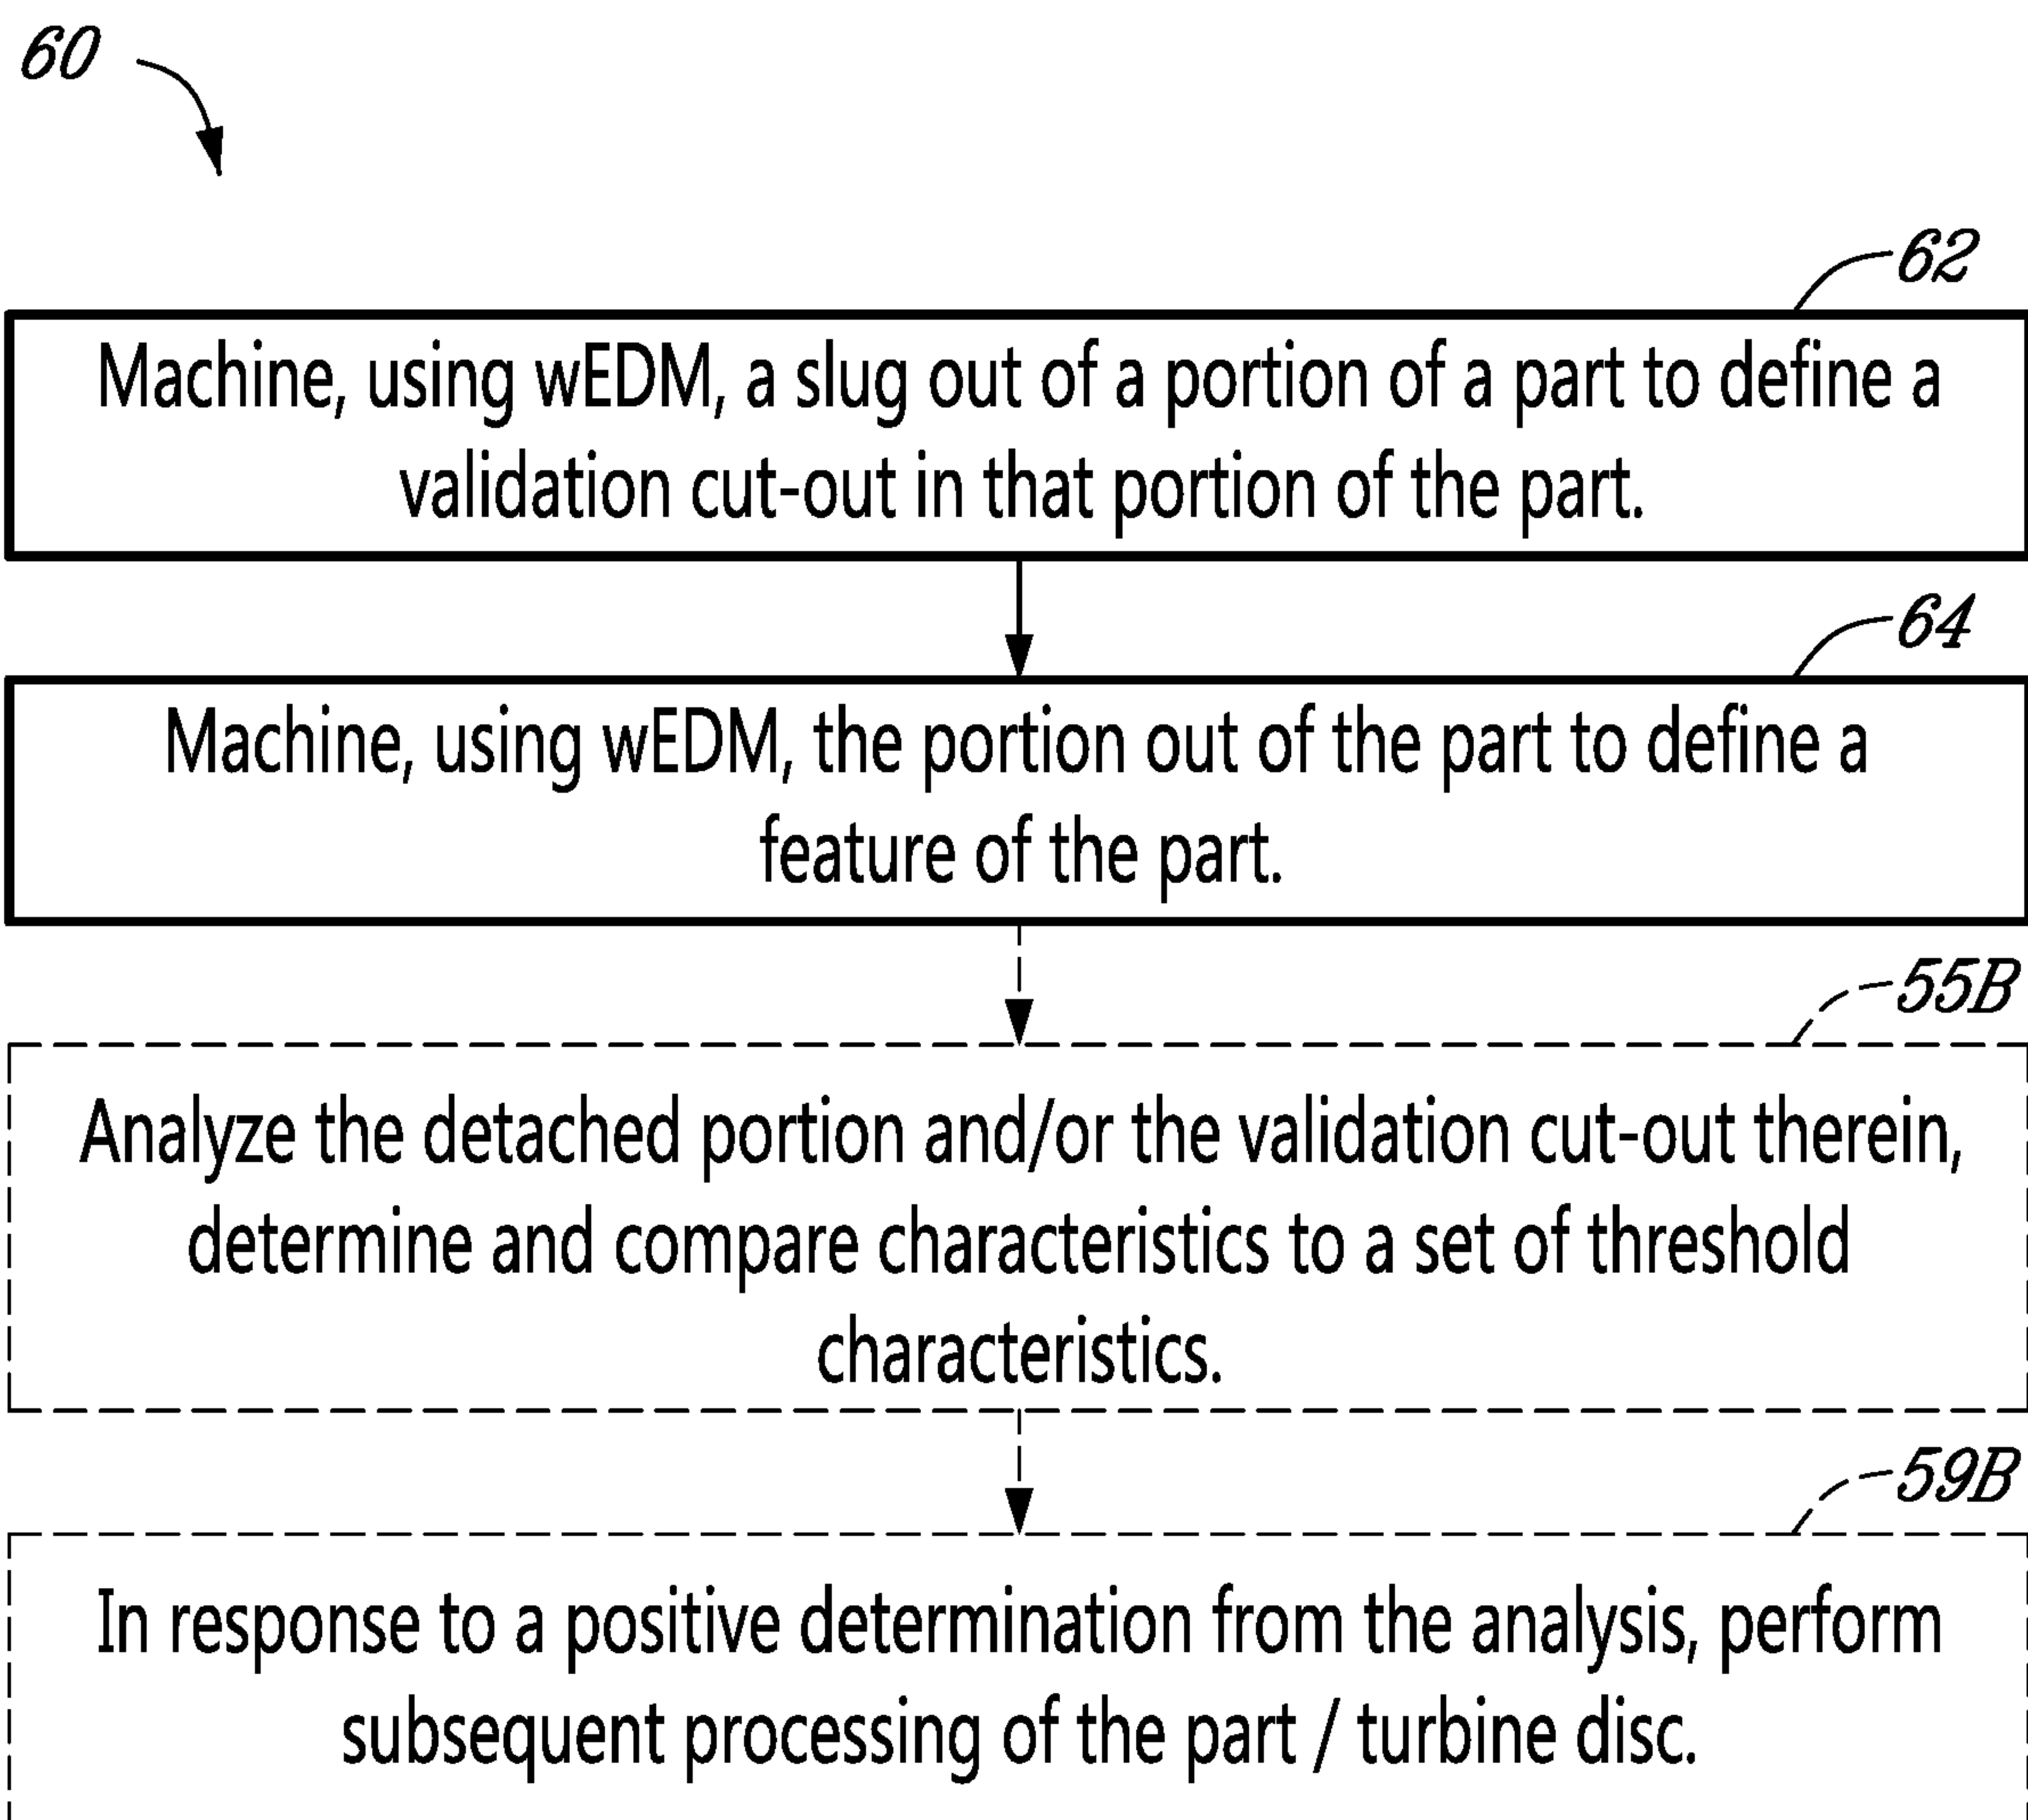 60
62
Machine, using wEDM, a slug out of a portion of a part to define a
validation cut-out in that portion of the part.
64
Machine, using wEDM, the portion out of the part to define a
feature of the part.
55B
Analyze the detached portion and/or the validation cut-out therein,
determine and compare characteristics to a set of threshold
characteristics.
59B
In response to a positive determination from the analysis, perform
subsequent processing of the part / turbine disc.